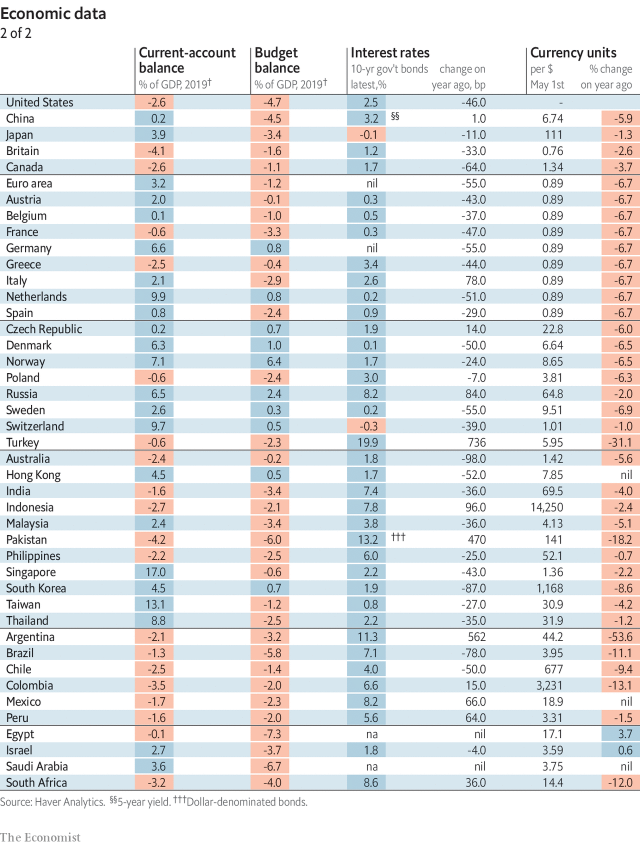 Economic data
2 of 2
Current-account balance Budget balance Interest rates Currency units
% of GDP, 2019† % of GDP, 2019† 10-yr gov't bonds latest,% change on year ago, bp per $ May 1st % change on year ago
United States -2.6 -4.7 2.5 -46.0 -
China 0.2 -4.5 3.2 §§ 1.0 6.74 -5.9
Japan 3.9 -3.4 -0.1 -11.0 111 -1.3
Britain -4.1 -1.6 1.2 -33.0 0.76 -2.6
Canada -2.6 -1.1 1.7 -64.0 1.34 -3.7
Euro area 3.2 -1.2 nil -55.0 0.89 -6.7
Austria 2.0 -0.1 0.3 -43.0 0.89 -6.7
Belgium 0.1 -1.0 0.5 -37.0 0.89 -6.7
France -0.6 -3.3 0.3 -47.0 0.89 -6.7
Germany 6.6 0.8 nil -55.0 0.89 -6.7
Greece -2.5 -0.4 3.4 -44.0 0.89 -6.7
Italy 2.1 -2.9 2.6 78.0 0.89 -6.7
Netherlands 9.9 0.8 0.2 -51.0 0.89 -6.7
Spain 0.8 -2.4 0.9 -29.0 0.89 -6.7
Czech Republic 0.2 0.7 1.9 14.0 22.8 -6.0
Denmark 6.3 1.0 0.1 -50.0 6.64 -6.5
Norway 7.1 6.4 1.7 -24.0 8.65 -6.5
Poland -0.6 -2.4 3.0 -7.0 3.81 -6.3
Russia 6.5 2.4 8.2 84.0 64.8 -2.0
Sweden 2.6 0.3 0.2 -55.0 9.51 -6.9
Switzerland 9.7 0.5 -0.3 -39.0 1.01 -1.0
Turkey -0.6 -2.3 19.9 736 5.95 -31.1
Australia -2.4 -0.2 1.8 -98.0 1.42 -5.6
Hong Kong 4.5 0.5 1.7 -52.0 7.85 nil
India -1.6 -3.4 7.4 -36.0 69.5 -4.0
Indonesia -2.7 -2.1 7.8 96.0 14,250 -2.4
Malaysia 2.4 -3.4 3.8 -36.0 4.13 -5.1
Pakistan -4.2 -6.0 13.2 ††† 470 141 -18.2
Philippines -2.2 -2.5 6.0 -25.0 52.1 -0.7
Singapore 17.0 -0.6 2.2 -43.0 1.36 -2.2
South Korea 4.5 0.7 1.9 -87.0 1,168 -8.6
Taiwan 13.1 -1.2 0.8 -27.0 30.9 -4.2
Thailand 8.8 -2.5 2.2 -35.0 31.9 -1.2
Argentina -2.1 -3.2 11.3 562 44.2 -53.6
Brazil -1.3 -5.8 7.1 -78.0 3.95 -11.1
Chile -2.5 -1.4 4.0 -50.0 677 -9.4
Colombia -3.5 -2.0 6.6 15.0 3,231 -13.1
Mexico -1.7 -2.3 8.2 66.0 18.9 nil
Peru -1.6 -2.0 5.6 64.0 3.31 -1.5
Egypt -0.1 -7.3 na nil 17.1 3.7
Israel 2.7 -3.7 1.8 -4.0 3.59 0.6
Saudi Arabia 3.6 -6.7 na nil 3.75 nil
South Africa -3.2 -4.0 8.6 36.0 14.4 -12.0
Source: Haver Analytics. §§5-year yield. †††Dollar-denominated bonds.
The Economist